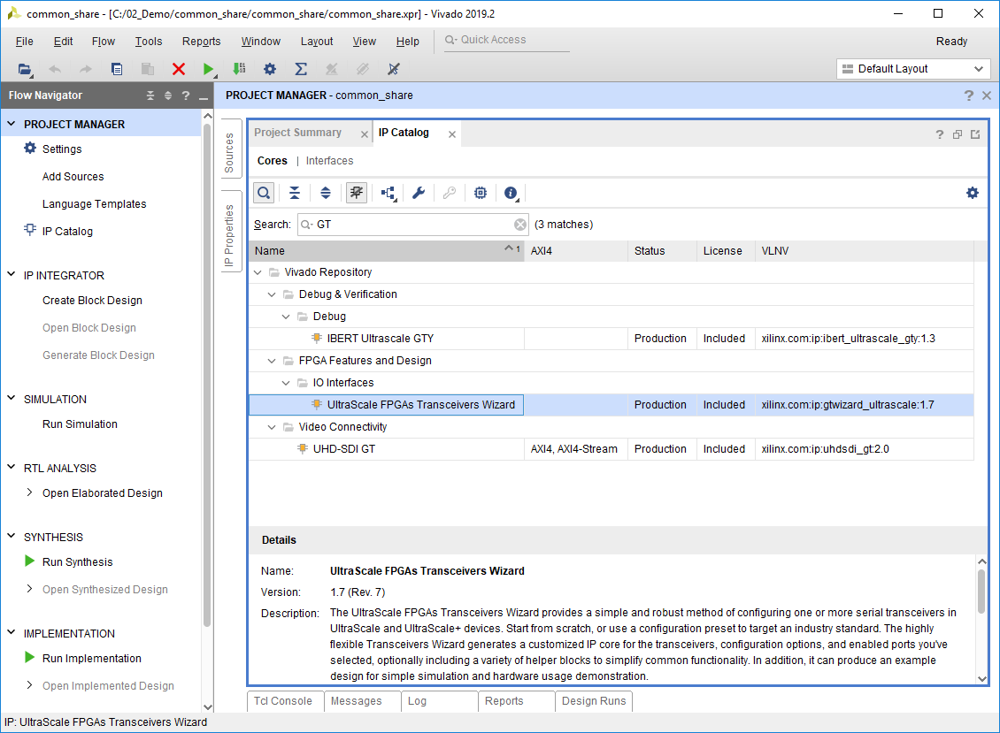 common_share - [C:/02_Demo/common_share/common_share/common_share.xpr] - Vivado 2019.2
File Edit Flow Tools Reports Window Layout View Help Quick Access Ready
Default Layout
Flow Navigator
PROJECT MANAGER - common_share
PROJECT MANAGER
Settings
Add Sources
Language Templates
IP Catalog
IP INTEGRATOR
Create Block Design
Open Block Design
Generate Block Design
SIMULATION
Run Simulation
RTL ANALYSIS
Open Elaborated Design
SYNTHESIS
Run Synthesis
Open Synthesized Design
IMPLEMENTATION
Run Implementation
Open Implemented Design
Sources
IP Properties
Project Summary IP Catalog
Cores | Interfaces
Search: GT (3 matches)
Name 1 AXI4 Status License VLNV
Vivado Repository
Debug & Verification
Debug
IBERT Ultrascale GTY Production Included xilinx.com:ip:ibert_ultrascale_gty:1.3
FPGA Features and Design
IO Interfaces
UltraScale FPGAs Transceivers Wizard Production Included xilinx.com:ip:gtwizard_ultrascale:1.7
Video Connectivity
UHD-SDI GT AXI4, AXI4-Stream Production Included xilinx.com:ip:uhdsdi_gt:2.0
Details
Name: UltraScale FPGAs Transceivers Wizard
Version: 1.7 (Rev. 7)
Description: The UltraScale FPGAs Transceivers Wizard provides a simple and robust method of configuring one or more serial transceivers in
UltraScale and UltraScale+ devices. Start from scratch, or use a configuration preset to target an industry standard. The highly
flexible Transceivers Wizard generates a customized IP core for the transceivers, configuration options, and enabled ports you've
selected, optionally including a variety of helper blocks to simplify common functionality. In addition, it can produce an example
design for simple simulation and hardware usage demonstration.
Tcl Console Messages Log Reports Design Runs
IP: UltraScale FPGAs Transceivers Wizard